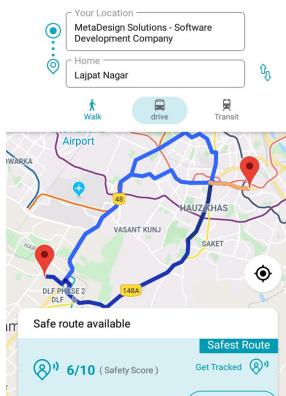 Your Location
MetaDesign Solutions - Software
Development Company
Home
Lajpat Nagar
Walk
drive
Transit
Airport
DWARKA
48
HAUZ KHAS
VASANT KUNJ
SAKET
DLF PHASE 2
DLF
148A
Safe route available
Safest Route
6/10 ( Safety Score )
Get Tracked